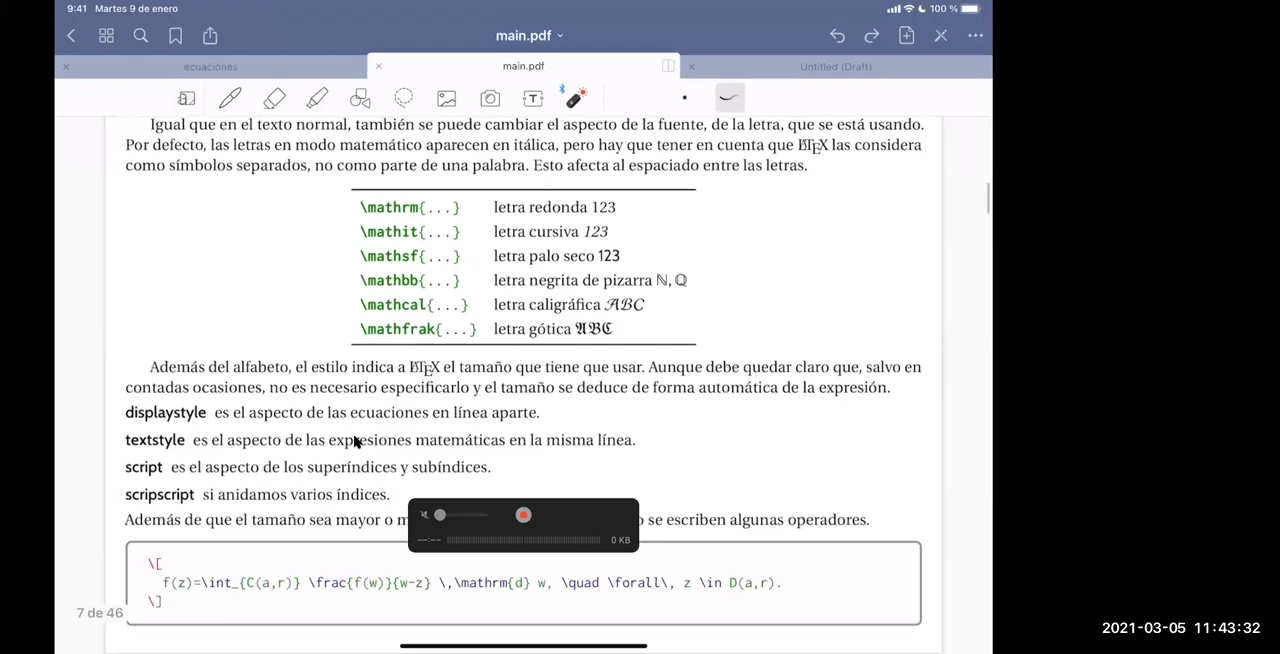 9:41 Martes 9 de enero 100 %
main.pdf
ecuaciones main.pdf Untitled (Draft)
Igual que en el texto normal, también se puede cambiar el aspecto de la fuente, de la letra, que se está usando.
Por defecto, las letras en modo matemático aparecen en itálica, pero hay que tener en cuenta que LATEX las considera
como símbolos separados, no como parte de una palabra. Esto afecta al espaciado entre las letras.
\mathrm{...} letra redonda 123
\mathit{...} letra cursiva 123
\mathsf{...} letra palo seco 123
\mathbb{...} letra negrita de pizarra ℕ, ℚ
\mathcal{...} letra caligráfica 𝒜ℬ𝒞
\mathfrak{...} letra gótica 𝕬𝕭𝕮
Además del alfabeto, el estilo indica a LATEX el tamaño que tiene que usar. Aunque debe quedar claro que, salvo en
contadas ocasiones, no es necesario especificarlo y el tamaño se deduce de forma automática de la expresión.
displaystyle es el aspecto de las ecuaciones en línea aparte.
textstyle es el aspecto de las expresiones matemáticas en la misma línea.
script es el aspecto de los superíndices y subíndices.
scripscript si anidamos varios índices.
Además de que el tamaño sea mayor o se escriben algunas operadores.
--:-- 0 KB
\[
f(z)=\int_{C(a,r)} \frac{f(w)}{w-z} \,\mathrm{d} w, \quad \forall\, z \in D(a,r).
\]
7 de 46
2021-03-05 11:43:32